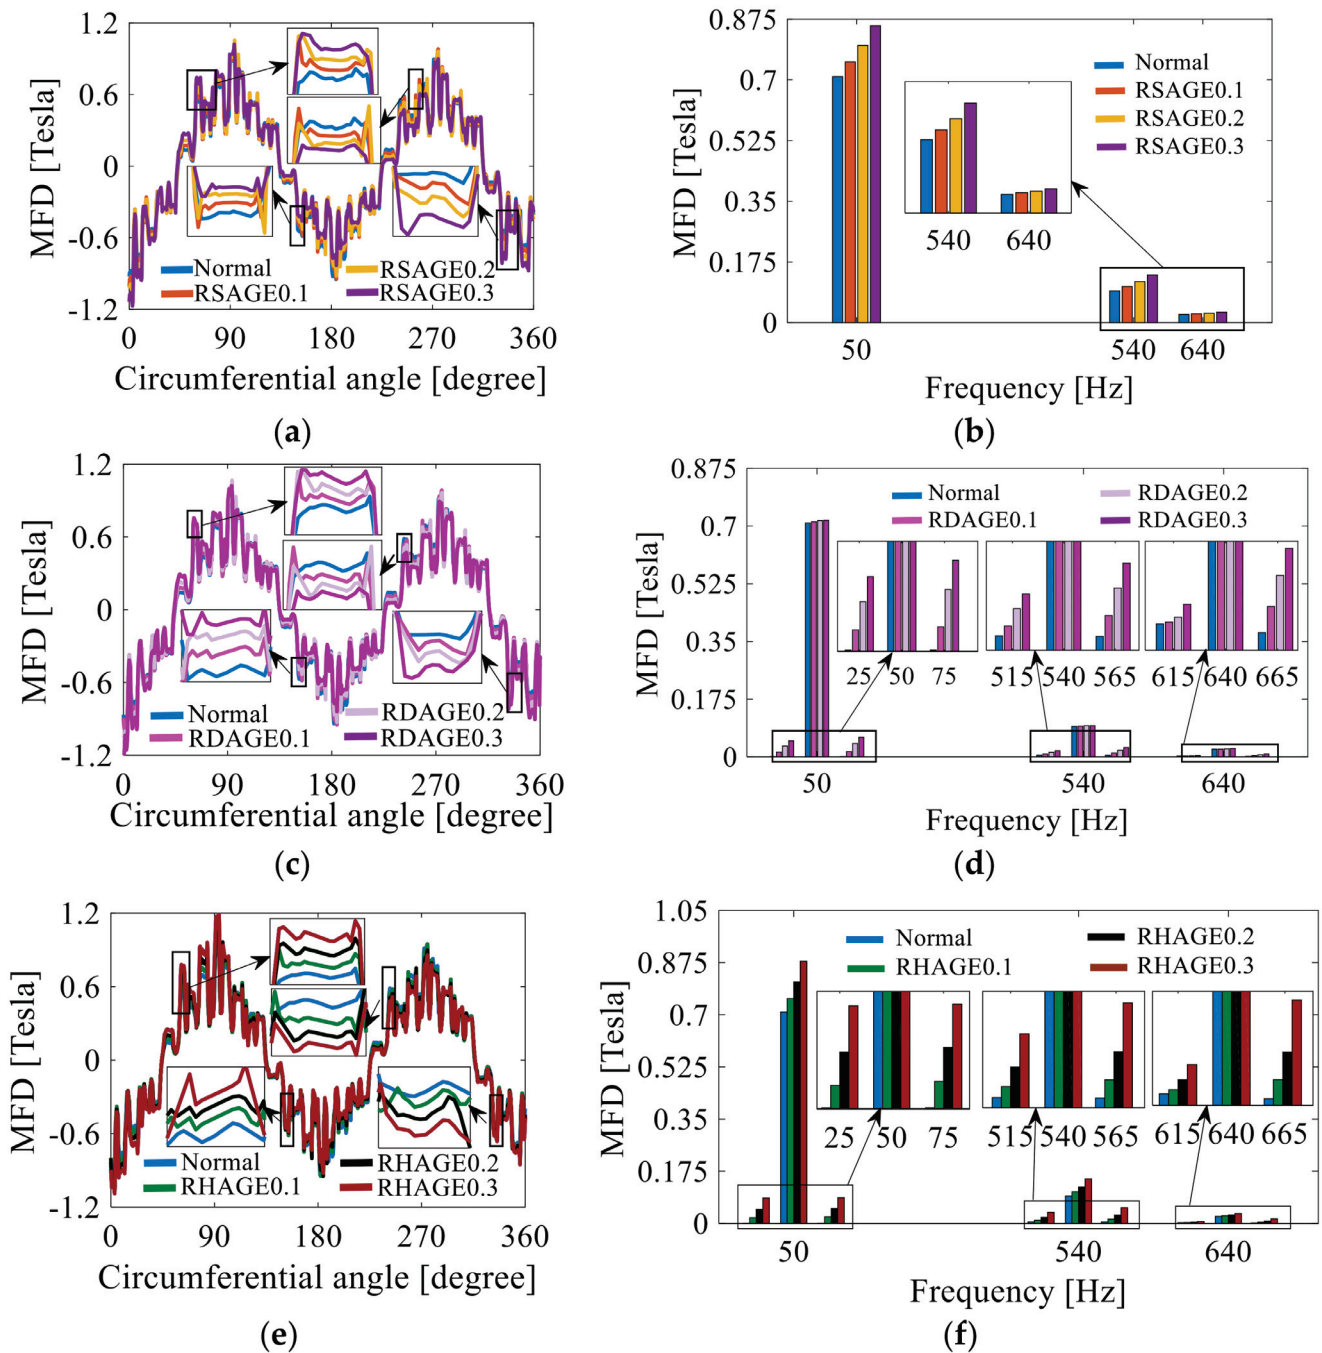 1.2
0.6
0
-0.6
-1.2
MFD [Tesla]
Normal
RSAGE0.1
RSAGE0.2
RSAGE0.3
0
90
180
270
360
Circumferential angle [degree]
(a)
0.875
0.7
0.525
0.35
0.175
0
MFD [Tesla]
Normal
RSAGE0.1
RSAGE0.2
RSAGE0.3
540
640
50
540
640
Frequency [Hz]
(b)
1.2
0.6
0
-0.6
-1.2
MFD [Tesla]
Normal
RDAGE0.1
RDAGE0.2
RDAGE0.3
0
90
180
270
360
Circumferential angle [degree]
(c)
0.875
0.7
0.525
0.35
0.175
0
MFD [Tesla]
Normal
RDAGE0.1
RDAGE0.2
RDAGE0.3
25
50
75
515
540
565
615
640
665
50
540
640
Frequency [Hz]
(d)
1.2
0.6
0
-0.6
-1.2
MFD [Tesla]
Normal
RHAGE0.1
RHAGE0.2
RHAGE0.3
0
90
180
270
360
Circumferential angle [degree]
(e)
1.05
0.875
0.7
0.525
0.35
0.175
0
MFD [Tesla]
Normal
RHAGE0.1
RHAGE0.2
RHAGE0.3
25
50
75
515
540
565
615
640
665
50
540
640
Frequency [Hz]
(f)